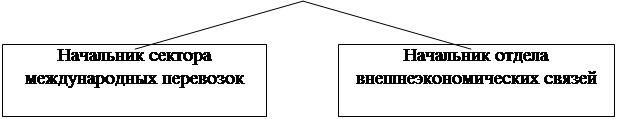 Начальник сектора
международных перевозок
Начальник отдела
внешнеэкономических связей